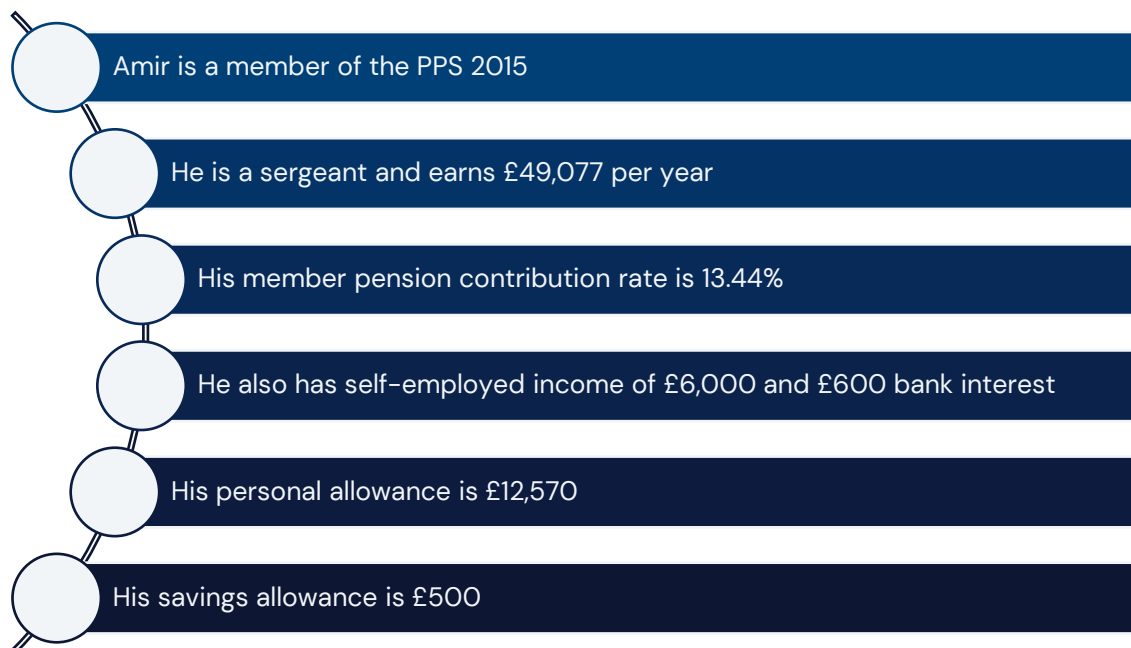 Amir is a member of the PPS 2015
He is a sergeant and earns £49,077 per year
His member pension contribution rate is 13.44%
He also has self-employed income of £6,000 and £600 bank interest
His personal allowance is £12,570
His savings allowance is £500